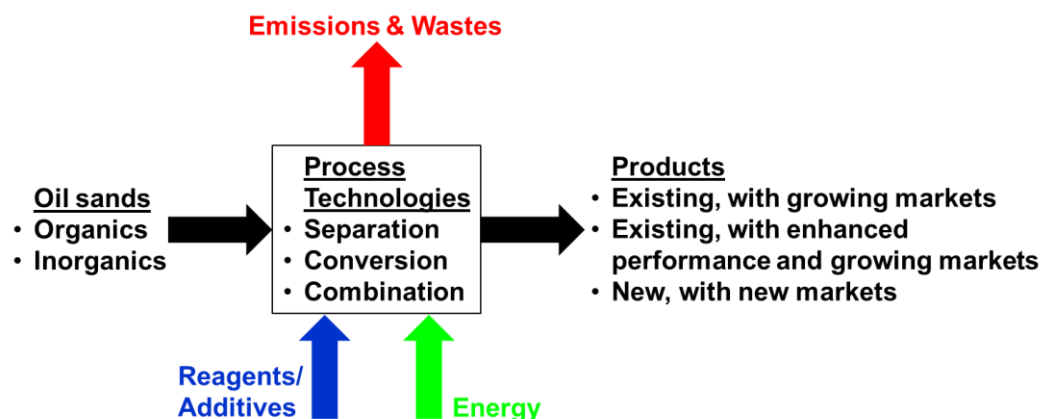 Emissions & Wastes
Oil sands
• Organics
• Inorganics
Process
Technologies
• Separation
• Conversion
• Combination
Products
• Existing, with growing markets
• Existing, with enhanced
performance and growing markets
• New, with new markets
Reagents/
Additives
Energy